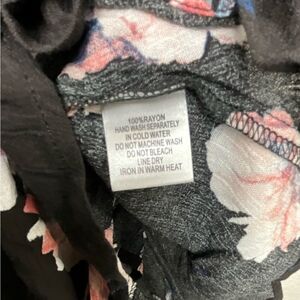 100%RAYON
HAND WASH SEPARATELY
IN COLD WATER
DO NOT MACHINE WASH
DO NOT BLEACH
LINE DRY
IRON IN WARM HEAT